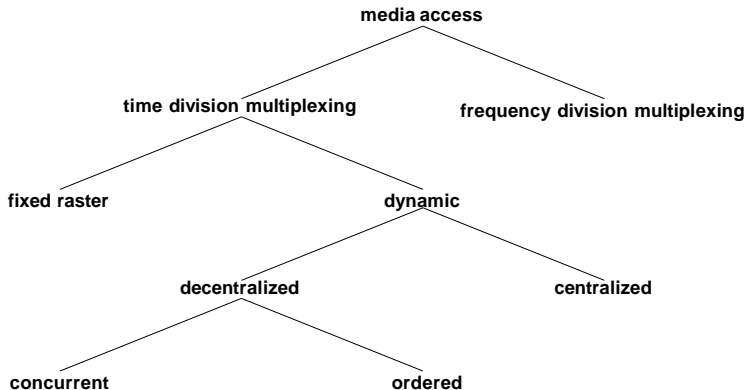 media access
time division multiplexing
frequency division multiplexing
fixed raster
dynamic
decentralized
centralized
concurrent
ordered